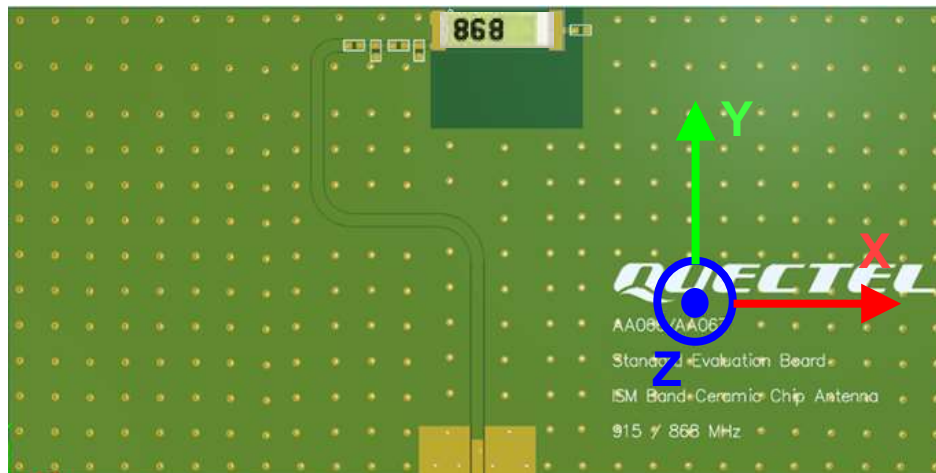 868
Y
X
QUECTEL
Z
Standard Evaluation Board
ISM Band Ceramic Chip Antenna
915 / 868 MHz